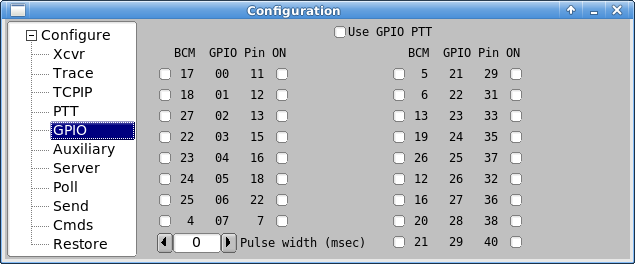 Configuration
Configure
Xcvr
Trace
TCPIP
PTT
GPIO
Auxiliary
Server
Poll
Send
Cmds
Restore
Use GPIO PTT
BCM GPIO Pin ON
17 00 11
18 01 12
27 02 13
22 03 15
23 04 16
24 05 18
25 06 22
4 07 7
0 Pulse width (msec)
BCM GPIO Pin ON
5 21 29
6 22 31
13 23 33
19 24 35
26 25 37
12 26 32
16 27 36
20 28 38
21 29 40